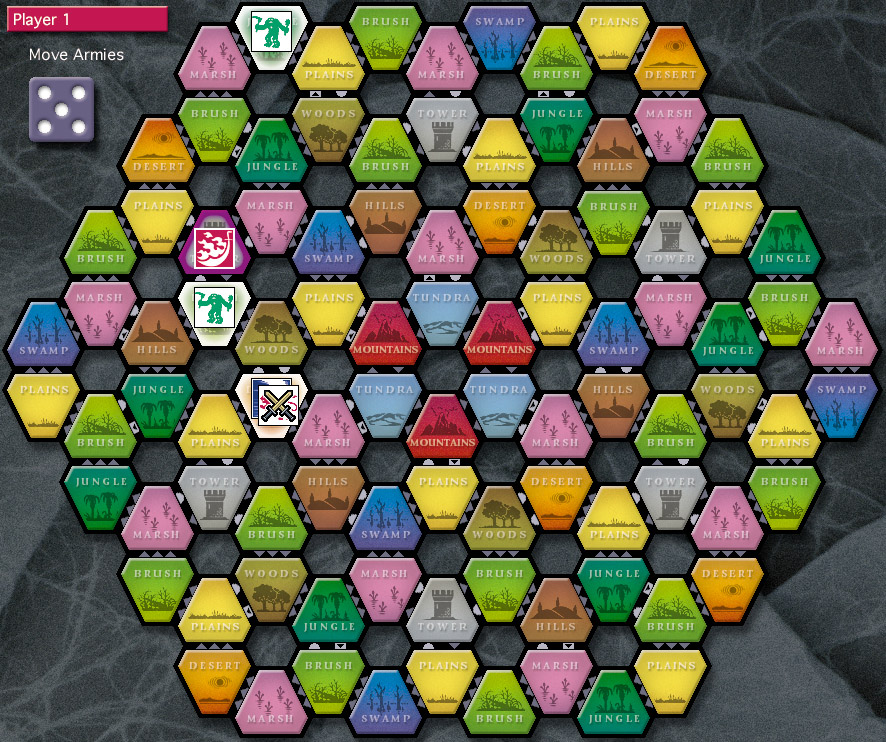 Player 1
Move Armies
BRUSH SWAMP PLAINS
MARSH PLAINS MARSH BRUSH DESERT
BRUSH WOODS TOWER JUNGLE MARSH
DESERT JUNGLE BRUSH PLAINS HILLS BRUSH
PLAINS MARSH HILLS DESERT BRUSH PLAINS
BRUSH SWAMP MARSH WOODS TOWER JUNGLE
MARSH PLAINS TUNDRA PLAINS MARSH BRUSH
SWAMP HILLS WOODS MOUNTAINS MOUNTAINS SWAMP JUNGLE MARSH
PLAINS JUNGLE TUNDRA TUNDRA HILLS WOODS SWAMP
BRUSH PLAINS MARSH MOUNTAINS MARSH BRUSH PLAINS
JUNGLE TOWER HILLS PLAINS DESERT TOWER BRUSH
MARSH BRUSH SWAMP WOODS PLAINS MARSH
BRUSH WOODS MARSH BRUSH JUNGLE DESERT
PLAINS JUNGLE TOWER HILLS BRUSH
DESERT BRUSH PLAINS MARSH PLAINS
MARSH SWAMP BRUSH JUNGLE